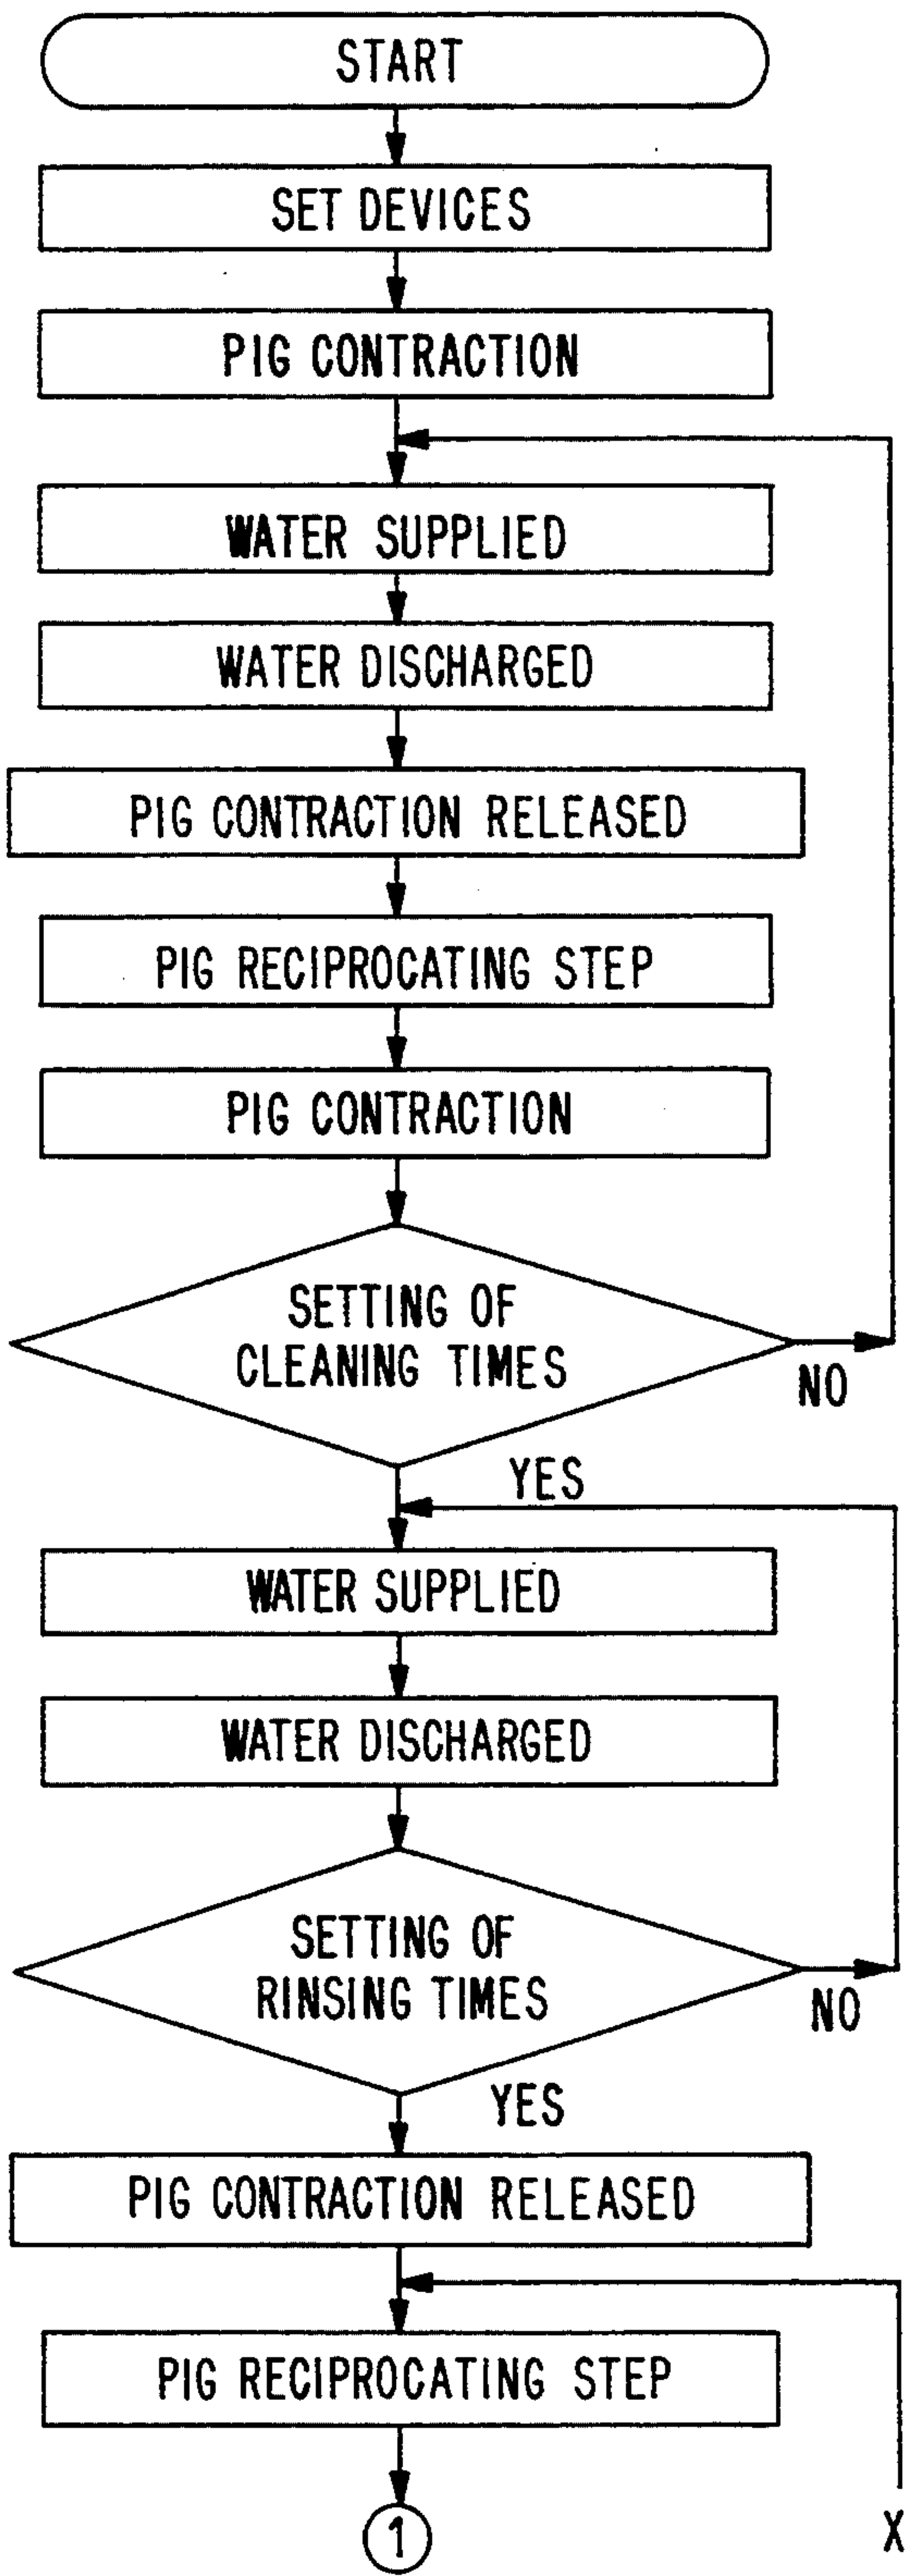 START
SET DEVICES
PIG CONTRACTION
WATER SUPPLIED
WATER DISCHARGED
PIG CONTRACTION RELEASED
PIG RECIPROCATING STEP
PIG CONTRACTION
SETTING OF
CLEANING TIMES
NO
YES
WATER SUPPLIED
WATER DISCHARGED
SETTING OF
RINSING TIMES
NO
YES
PIG CONTRACTION RELEASED
PIG RECIPROCATING STEP
1
X